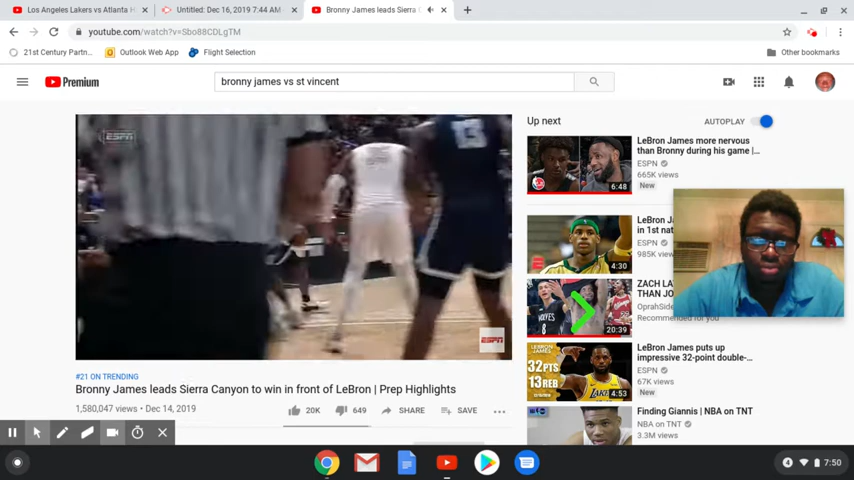 Los Angeles Lakers vs Atlanta H
Untitled: Dec 16, 2019 7:44 AM
Bronny James leads Sierra C
youtube.com/watch?v=Sbo88CDLgTM
21st Century Partn...
Outlook Web App
Flight Selection
Other bookmarks
Premium
bronny james vs st vincent
ESPN
13
ESPN
#21 ON TRENDING
Bronny James leads Sierra Canyon to win in front of LeBron | Prep Highlights
1,580,047 views • Dec 14, 2019
20K
649
SHARE
SAVE
Up next
AUTOPLAY
LeBron James more nervous
than Bronny during his game |...
ESPN
665K views
New
6:48
LeBron Ja
in 1st nat
ESPN
985K vie
4:30
ZACH LA
THAN JO
OprahSide
Recommended for you
20:39
LeBron James puts up
impressive 32-point double-...
ESPN
67K views
New
32PTS
13REB
4:53
Finding Giannis | NBA on TNT
NBA on TNT
3.3M views
4
7:50